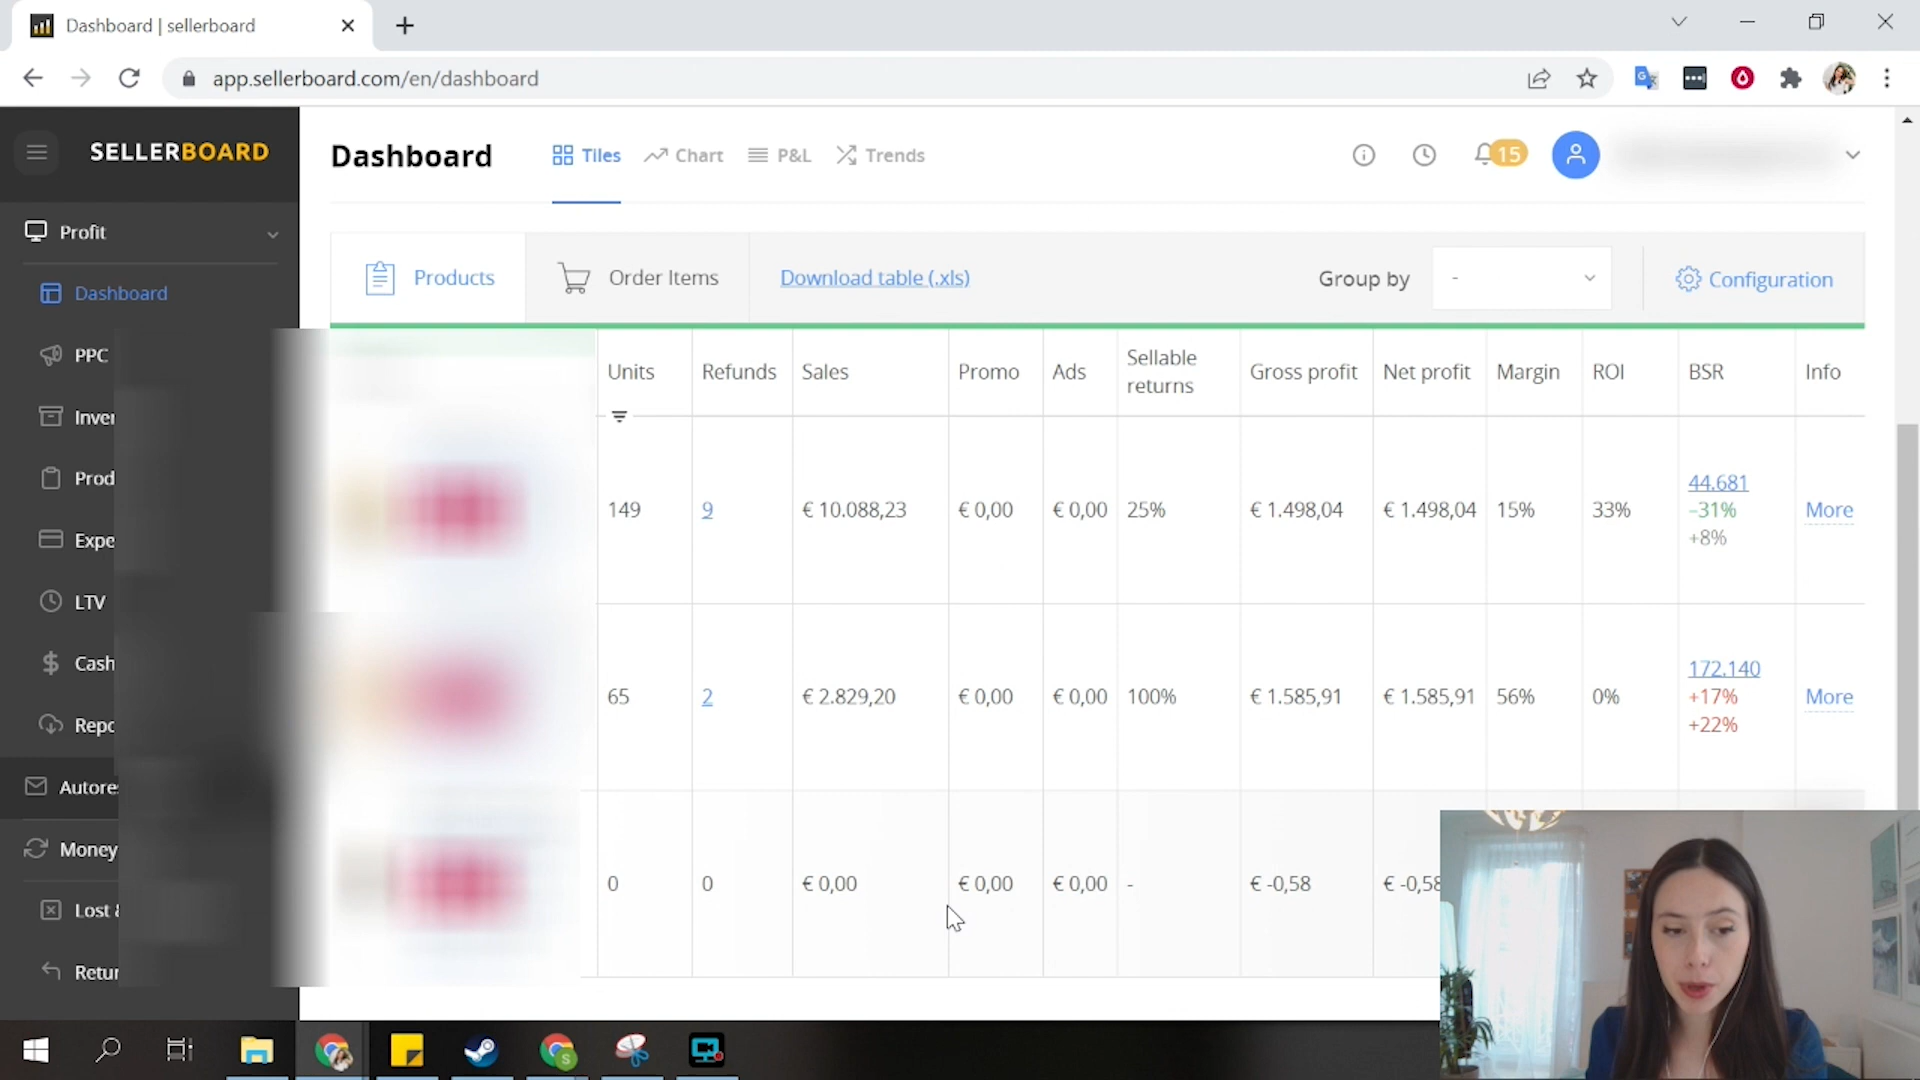 Dashboard | sellerboard
app.sellerboard.com/en/dashboard
SELLERBOARD
Dashboard
Tiles
Chart
P&L
Trends
15
Profit
Dashboard
PPC
Inver
Prod
Expe
LTV
Cash
Repo
Autores
Money
Lost &
Retur
Products
Order Items
Download table (.xls)
Group by
-
Configuration
Units Refunds Sales Promo Ads Sellable returns Gross profit Net profit Margin ROI BSR Info
149 9 € 10.088,23 € 0,00 € 0,00 25% € 1.498,04 € 1.498,04 15% 33% 44.681 More
-31%
+8%
65 2 € 2.829,20 € 0,00 € 0,00 100% € 1.585,91 € 1.585,91 56% 0% 172.140 More
+17%
+22%
0 0 € 0,00 € 0,00 € 0,00 - € -0,58 € -0,58